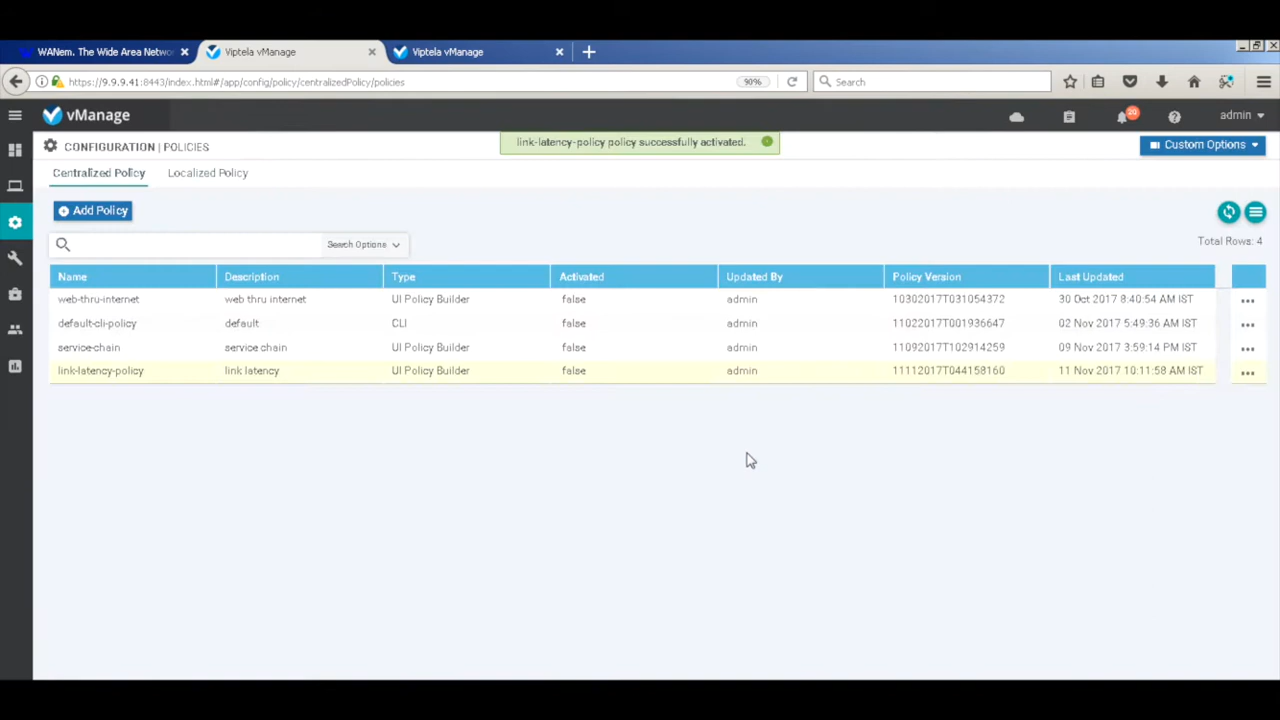 WANem. The Wide Area Netwo
Viptela vManage
Viptela vManage
https://9.9.9.41:8443/index.html#/app/config/policy/centralizedPolicy/policies
90%
Search
vManage
20
admin
CONFIGURATION | POLICIES
link-latency-policy policy successfully activated.
Custom Options
Centralized Policy
Localized Policy
Add Policy
Search Options
Total Rows: 4
Name Description Type Activated Updated By Policy Version Last Updated
web-thru-internet web thru internet UI Policy Builder false admin 10302017T031054372 30 Oct 2017 8:40:54 AM IST
default-cli-policy default CLI false admin 11022017T001936647 02 Nov 2017 5:49:36 AM IST
service-chain service chain UI Policy Builder false admin 11092017T102914259 09 Nov 2017 3:59:14 PM IST
link-latency-policy link latency UI Policy Builder false admin 11112017T044158160 11 Nov 2017 10:11:58 AM IST